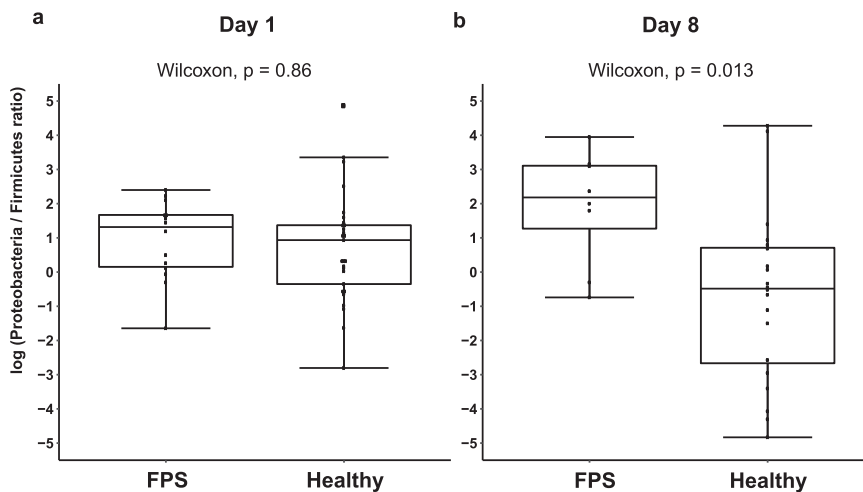 a
Day 1
Wilcoxon, p = 0.86
log (Proteobacteria / Firmicutes ratio)
5
4
3
2
1
0
−1
−2
−3
−4
−5
FPS Healthy
b
Day 8
Wilcoxon, p = 0.013
5
4
3
2
1
0
−1
−2
−3
−4
−5
FPS Healthy